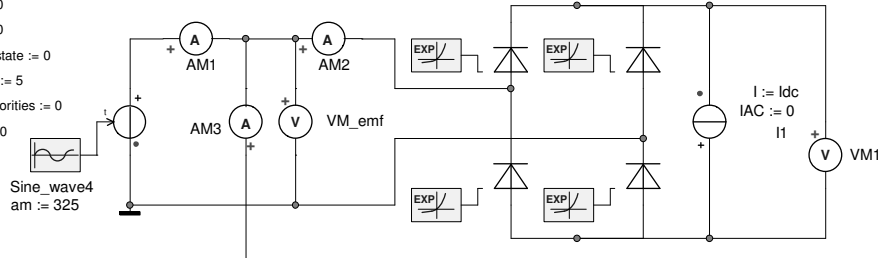 0
0
state := 0
:= 5
orities := 0
0
A
AM1
A
AM2
AM3
A
V
VM_emf
t
Sine_wave4
am := 325
EXP
EXP
EXP
EXP
I := Idc
IAC := 0
I1
V
VM1